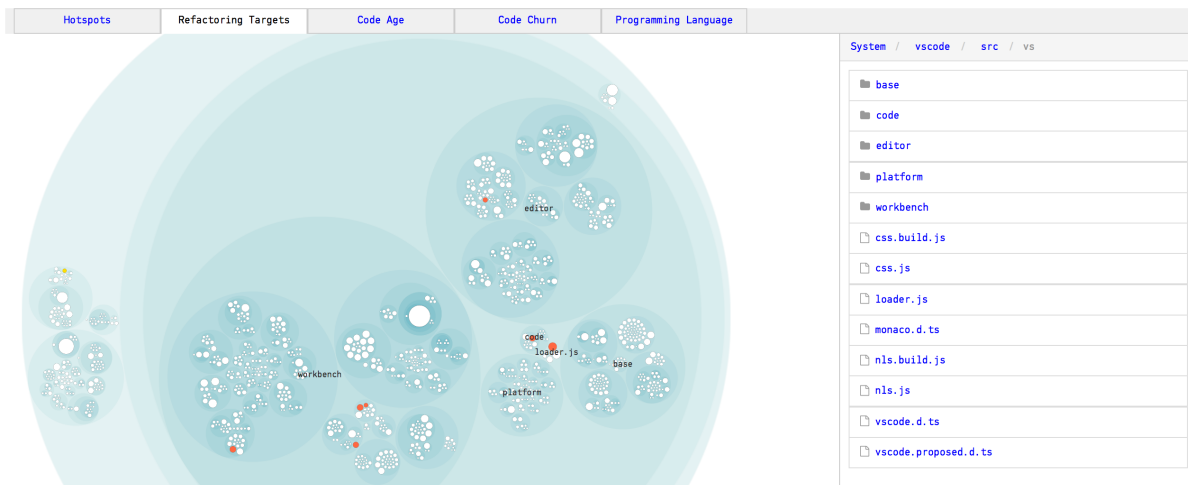 Hotspots Refactoring Targets Code Age Code Churn Programming Language
System / vscode / src / vs
base
code
editor
platform
workbench
css.build.js
css.js
loader.js
monaco.d.ts
nls.build.js
nls.js
vscode.d.ts
vscode.proposed.d.ts
editor
code
loader.js
base
workbench
platform